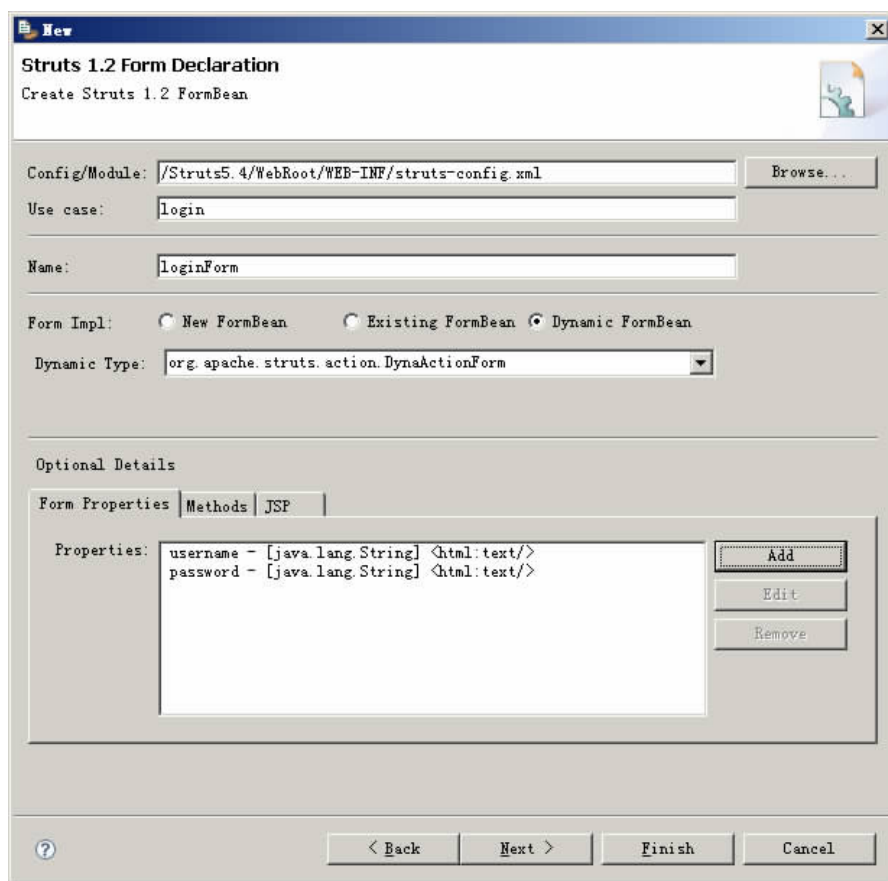 New
Struts 1.2 Form Declaration
Create Struts 1.2 FormBean
Config/Module: /Struts5.4/WebRoot/WEB-INF/struts-config.xml Browse...
Use case: login
Name: loginForm
Form Impl: New FormBean Existing FormBean Dynamic FormBean
Dynamic Type: org.apache.struts.action.DynaActionForm
Optional Details
Form Properties Methods JSP
Properties: username - [java.lang.String] <html:text/> Add
password - [java.lang.String] <html:text/>
Edit
Remove
? < Back Next > Finish Cancel